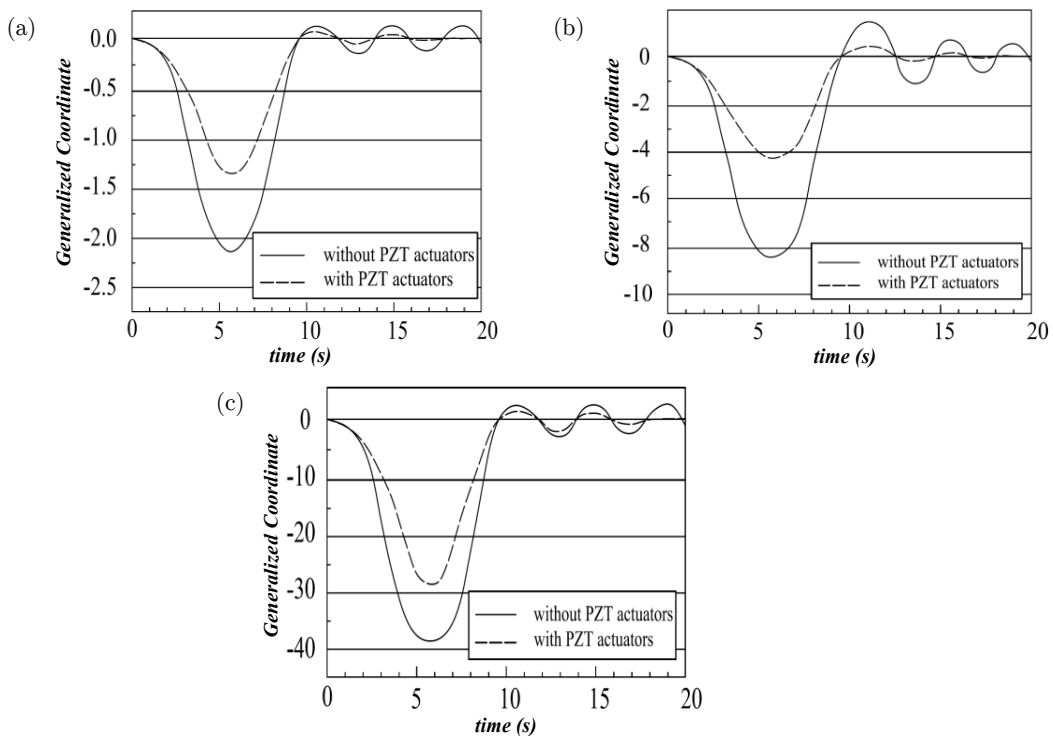 (a)
Generalized Coordinate
0.0
-0.5
-1.0
-1.5
-2.0
-2.5
without PZT actuators
with PZT actuators
0 5 10 15 20
time (s)
(b)
Generalized Coordinate
0
-2
-4
-6
-8
-10
without PZT actuators
with PZT actuators
0 5 10 15 20
time (s)
(c)
Generalized Coordinate
0
-10
-20
-30
-40
without PZT actuators
with PZT actuators
0 5 10 15 20
time (s)